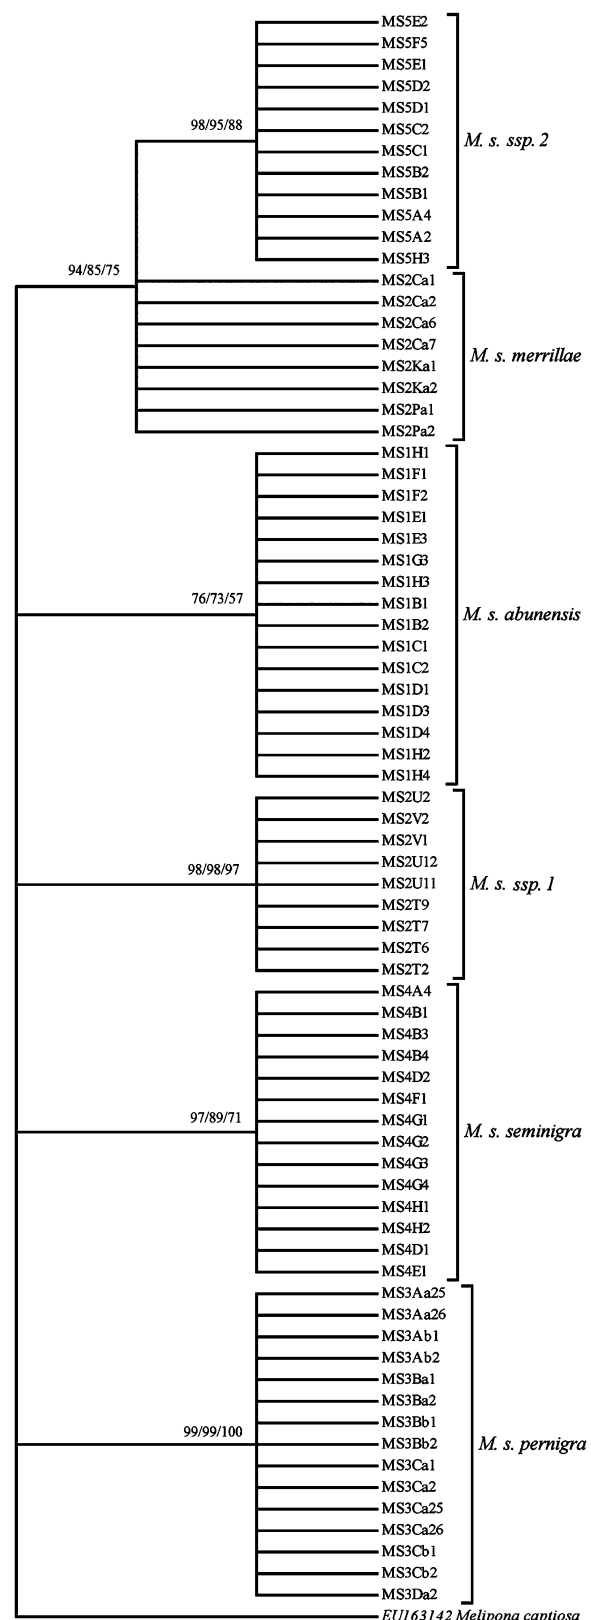 MS5E2
MS5F5
MS5E1
MS5D2
MS5D1
98/95/88
MS5C2
M. s. ssp. 2
MS5C1
MS5B2
MS5B1
MS5A4
MS5A2
MS5H3
94/85/75
MS2Ca1
MS2Ca2
MS2Ca6
MS2Ca7
M. s. merrillae
MS2Ka1
MS2Ka2
MS2Pa1
MS2Pa2
MS1H1
MS1F1
MS1F2
MS1E1
MS1E3
MS1G3
MS1H3
76/73/57
MS1B1
M. s. abunensis
MS1B2
MS1C1
MS1C2
MS1D1
MS1D3
MS1D4
MS1H2
MS1H4
MS2U2
MS2V2
MS2V1
MS2U12
98/98/97
MS2U11
M. s. ssp. 1
MS2T9
MS2T7
MS2T6
MS2T2
MS4A4
MS4B1
MS4B3
MS4B4
MS4D2
MS4F1
97/89/71
MS4G1
M. s. seminigra
MS4G2
MS4G3
MS4G4
MS4H1
MS4H2
MS4D1
MS4E1
MS3Aa25
MS3Aa26
MS3Ab1
MS3Ab2
MS3Ba1
MS3Ba2
MS3Bb1
99/99/100
MS3Bb2
M. s. pernigra
MS3Ca1
MS3Ca2
MS3Ca25
MS3Ca26
MS3Cb1
MS3Cb2
MS3Da2
EU163142 Melipona captiosa